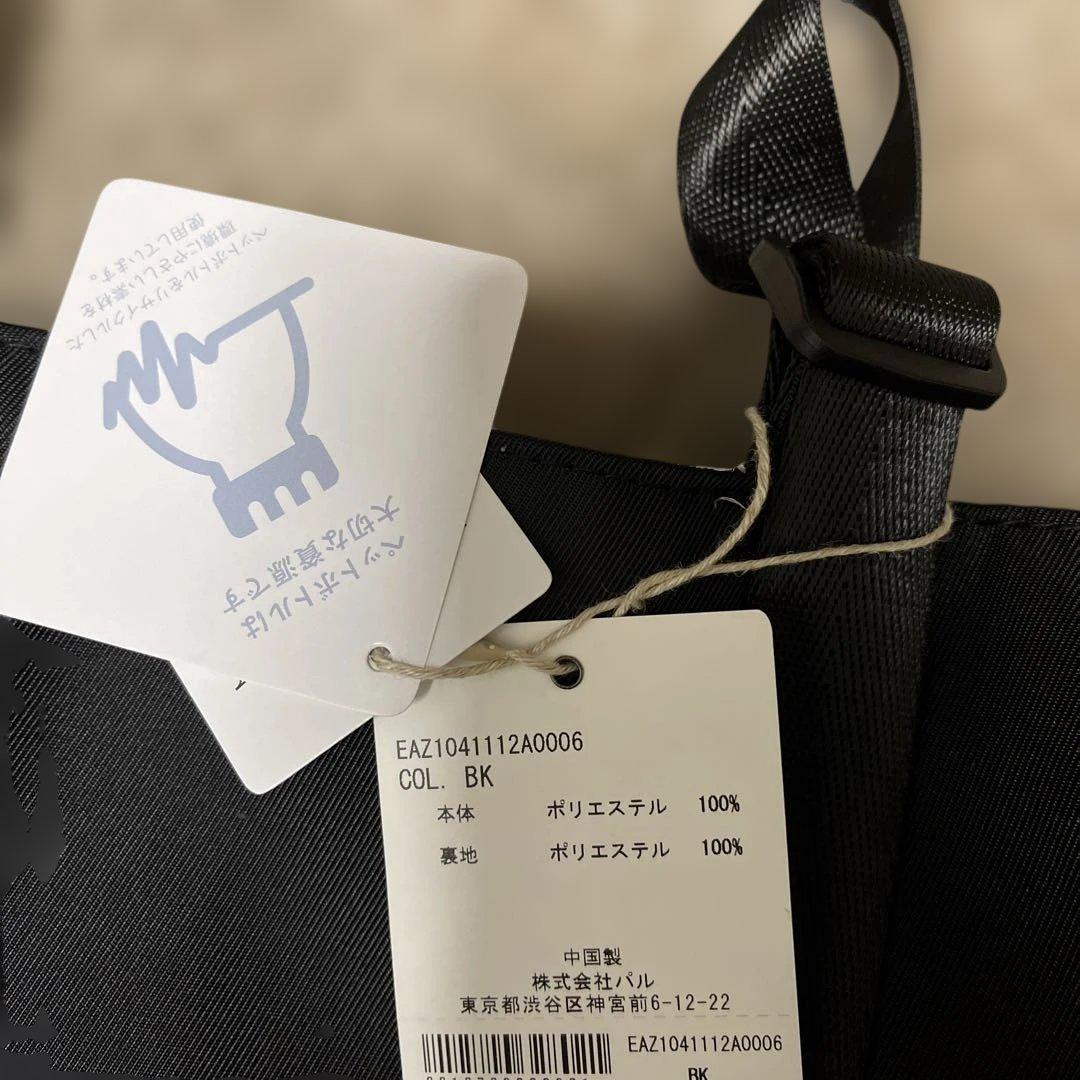 ペットボトルは
大切な資源です
ペットボトルをリサイクルした
環境にやさしい素材を
使用しています。
EAZ1041112A0006
COL. BK
本体 ポリエステル 100%
裏地 ポリエステル 100%
中国製
株式会社パル
東京都渋谷区神宮前6-12-22
EAZ1041112A0006
BK